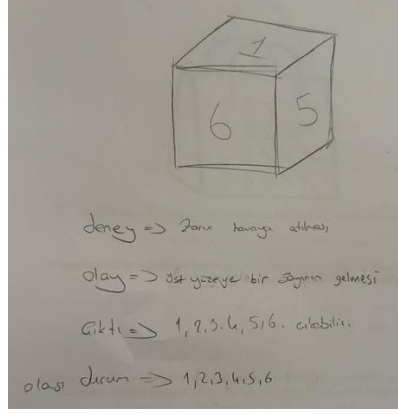 1
6 5
deney => Zarın havaya atılması
olay => üst yüzeye bir sayının gelmesi
Çıktı => 1, 2, 3. 4, 5, 6. çıkabilir.
olası durum => 1, 2, 3, 4, 5, 6